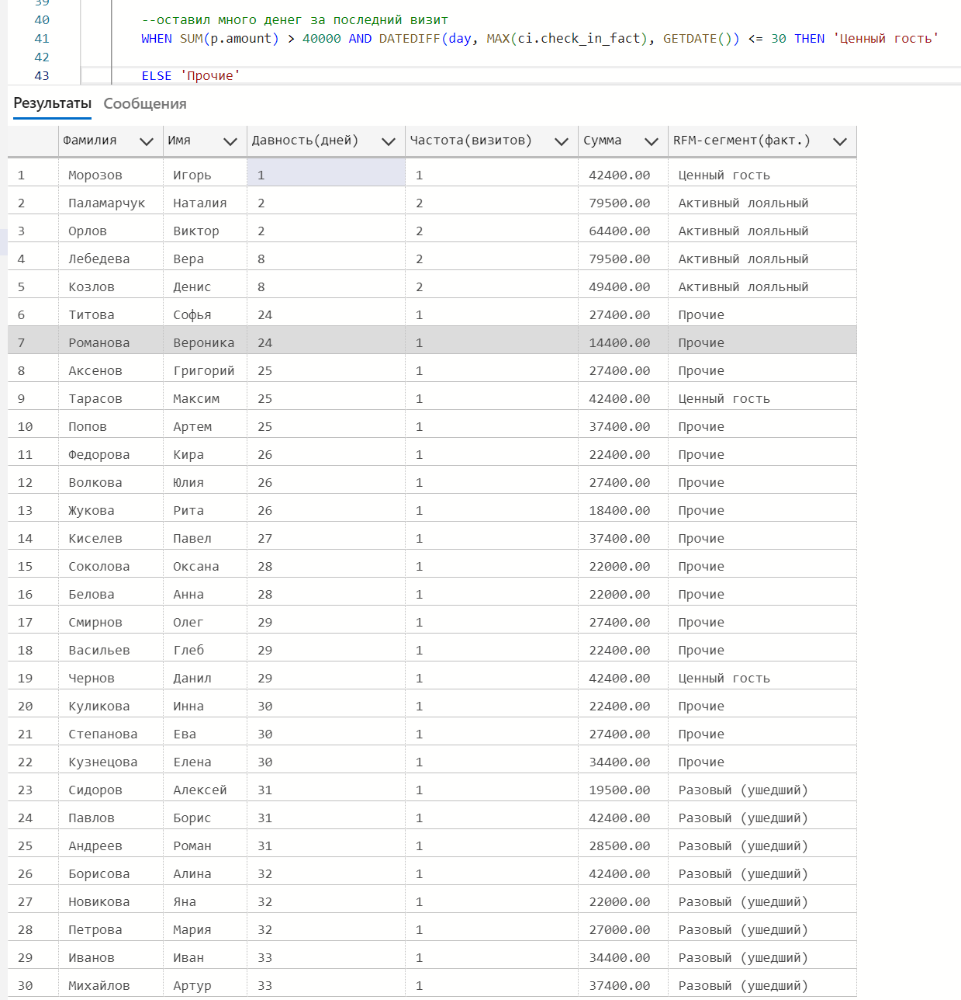 39
40 --оставил много денег за последний визит
41 WHEN SUM(p.amount) > 40000 AND DATEDIFF(day, MAX(ci.check_in_fact), GETDATE()) <= 30 THEN 'Ценный гость'
42
43 ELSE 'Прочие'
Результаты Сообщения
Фамилия Имя Давность(дней) Частота(визитов) Сумма RFM-сегмент(факт.)
1 Морозов Игорь 1 1 42400.00 Ценный гость
2 Паламарчук Наталия 2 2 79500.00 Активный лояльный
3 Орлов Виктор 2 2 64400.00 Активный лояльный
4 Лебедева Вера 8 2 79500.00 Активный лояльный
5 Козлов Денис 8 2 49400.00 Активный лояльный
6 Титова Софья 24 1 27400.00 Прочие
7 Романова Вероника 24 1 14400.00 Прочие
8 Аксенов Григорий 25 1 27400.00 Прочие
9 Тарасов Максим 25 1 42400.00 Ценный гость
10 Попов Артем 25 1 37400.00 Прочие
11 Федорова Кира 26 1 22400.00 Прочие
12 Волкова Юлия 26 1 27400.00 Прочие
13 Жукова Рита 26 1 18400.00 Прочие
14 Киселев Павел 27 1 37400.00 Прочие
15 Соколова Оксана 28 1 22000.00 Прочие
16 Белова Анна 28 1 22000.00 Прочие
17 Смирнов Олег 29 1 27400.00 Прочие
18 Васильев Глеб 29 1 22400.00 Прочие
19 Чернов Данил 29 1 42400.00 Ценный гость
20 Куликова Инна 30 1 22400.00 Прочие
21 Степанова Ева 30 1 27400.00 Прочие
22 Кузнецова Елена 30 1 34400.00 Прочие
23 Сидоров Алексей 31 1 19500.00 Разовый (ушедший)
24 Павлов Борис 31 1 42400.00 Разовый (ушедший)
25 Андреев Роман 31 1 28500.00 Разовый (ушедший)
26 Борисова Алина 32 1 42400.00 Разовый (ушедший)
27 Новикова Яна 32 1 22000.00 Разовый (ушедший)
28 Петрова Мария 32 1 27000.00 Разовый (ушедший)
29 Иванов Иван 33 1 34400.00 Разовый (ушедший)
30 Михайлов Артур 33 1 37400.00 Разовый (ушедший)